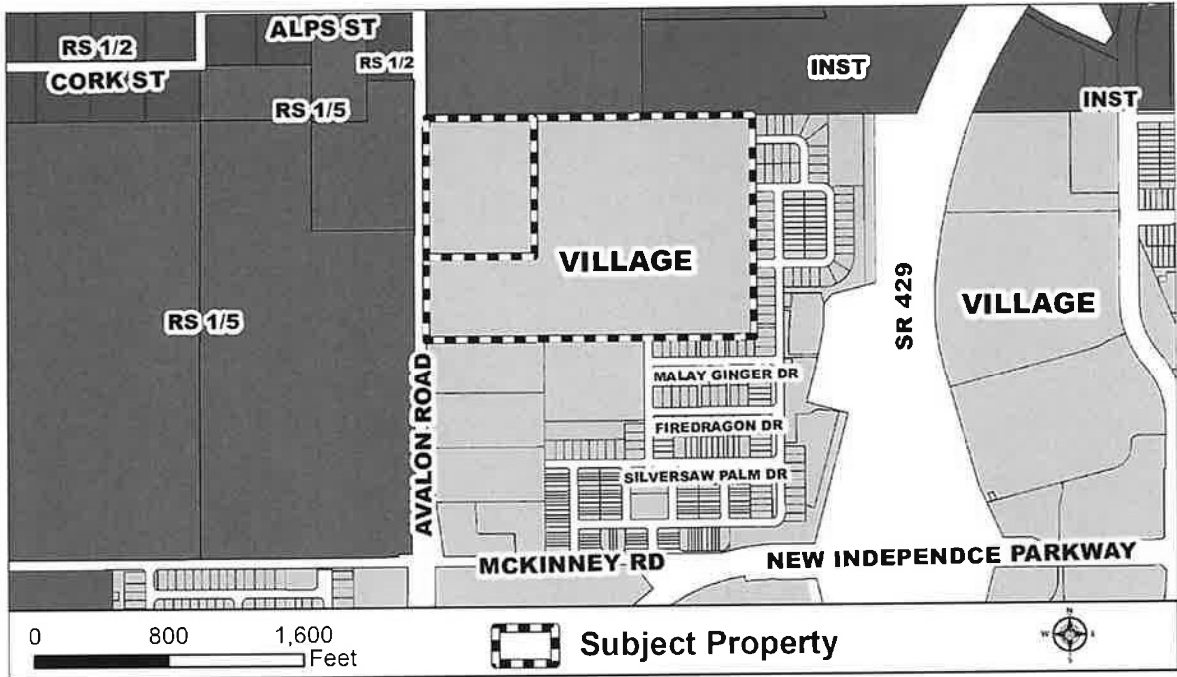 ALPS ST
RS 1/2
RS 1/2
CORK ST
RS 1/5
INST
INST
VILLAGE
VILLAGE
RS 1/5
SR 429
AVALON ROAD
MALAY GINGER DR
FIREDRAGON DR
SILVERSAW PALM DR
MCKINNEY RD
NEW INDEPENDCE PARKWAY
0 800 1,600
Feet
Subject Property
N
W E
S